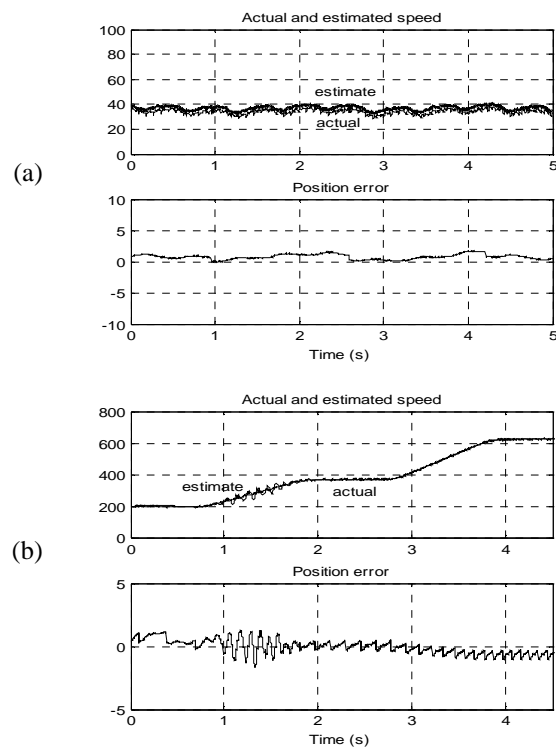 Actual and estimated speed
100
80
60
estimate
40
20
actual
0
0 1 2 3 4 5
(a)
Position error
10
5
0
-5
-10
0 1 2 3 4 5
Time (s)
Actual and estimated speed
800
600
400
estimate
actual
200
0
0 1 2 3 4
(b)
Position error
5
0
-5
0 1 2 3 4
Time (s)